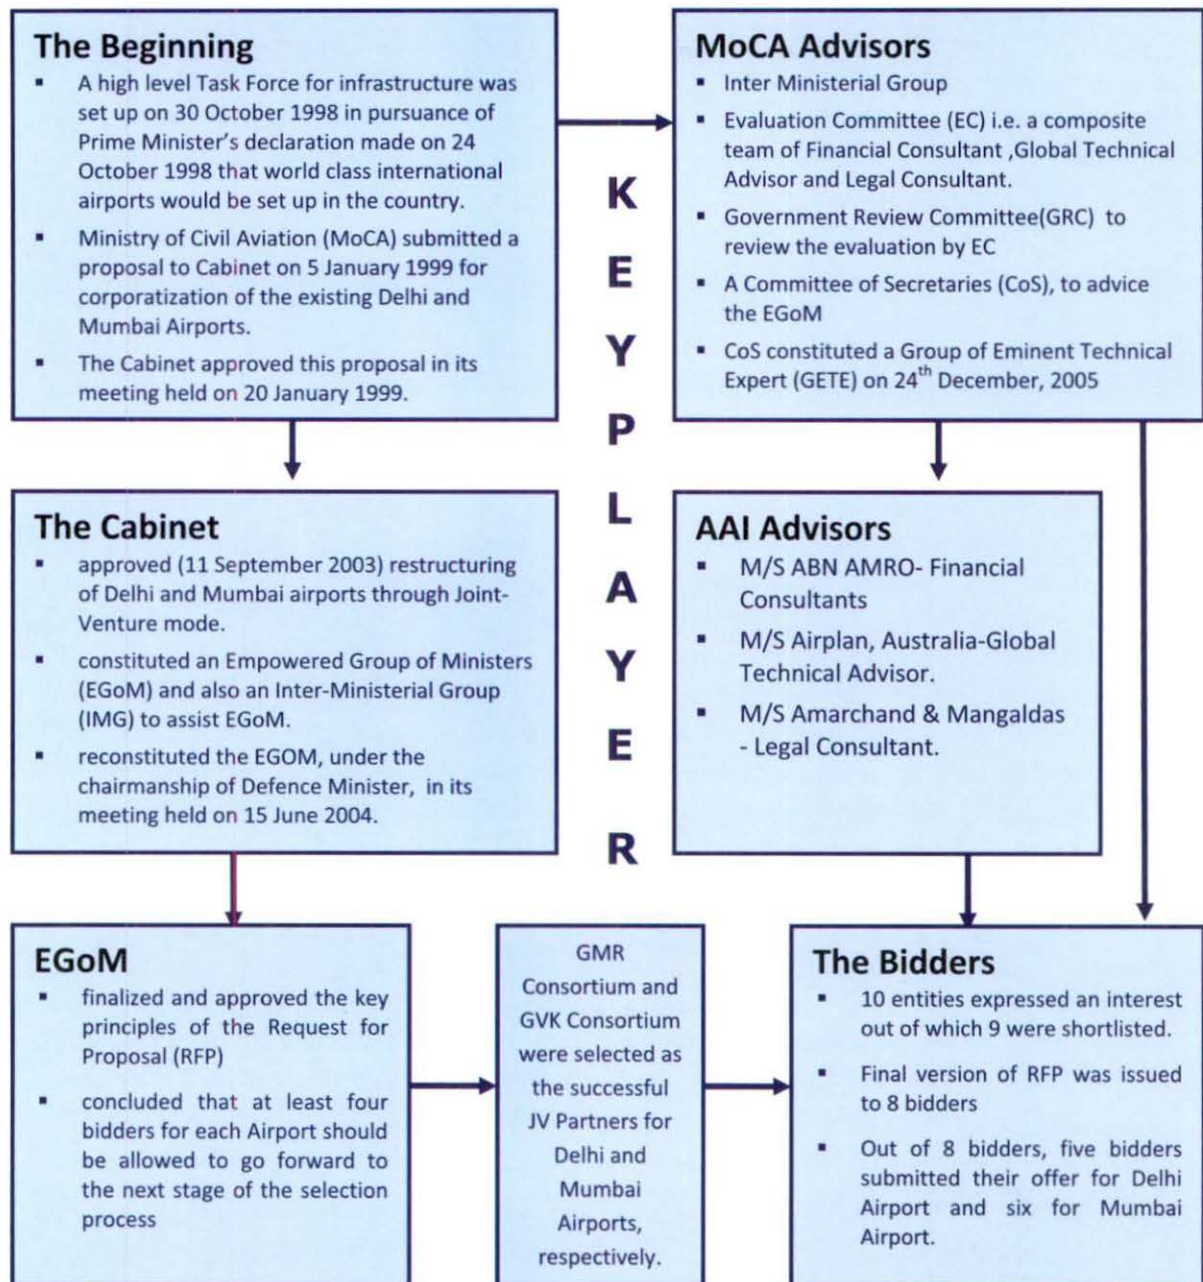 The Beginning
▪ A high level Task Force for infrastructure was
set up on 30 October 1998 in pursuance of
Prime Minister's declaration made on 24
October 1998 that world class international
airports would be set up in the country.
▪ Ministry of Civil Aviation (MoCA) submitted a
proposal to Cabinet on 5 January 1999 for
corporatization of the existing Delhi and
Mumbai Airports.
▪ The Cabinet approved this proposal in its
meeting held on 20 January 1999.
K
E
Y
P
L
A
Y
E
R
MoCA Advisors
▪ Inter Ministerial Group
▪ Evaluation Committee (EC) i.e. a composite
team of Financial Consultant ,Global Technical
Advisor and Legal Consultant.
▪ Government Review Committee(GRC) to
review the evaluation by EC
▪ A Committee of Secretaries (CoS), to advice
the EGoM
▪ CoS constituted a Group of Eminent Technical
Expert (GETE) on 24th December, 2005
The Cabinet
▪ approved (11 September 2003) restructuring
of Delhi and Mumbai airports through Joint-
Venture mode.
▪ constituted an Empowered Group of Ministers
(EGoM) and also an Inter-Ministerial Group
(IMG) to assist EGoM.
▪ reconstituted the EGOM, under the
chairmanship of Defence Minister, in its
meeting held on 15 June 2004.
AAI Advisors
▪ M/S ABN AMRO- Financial
Consultants
▪ M/S Airplan, Australia-Global
Technical Advisor.
▪ M/S Amarchand & Mangaldas
- Legal Consultant.
EGoM
▪ finalized and approved the key
principles of the Request for
Proposal (RFP)
▪ concluded that at least four
bidders for each Airport should
be allowed to go forward to
the next stage of the selection
process
GMR
Consortium and
GVK Consortium
were selected as
the successful
JV Partners for
Delhi and
Mumbai
Airports,
respectively.
The Bidders
▪ 10 entities expressed an interest
out of which 9 were shortlisted.
▪ Final version of RFP was issued
to 8 bidders
▪ Out of 8 bidders, five bidders
submitted their offer for Delhi
Airport and six for Mumbai
Airport.